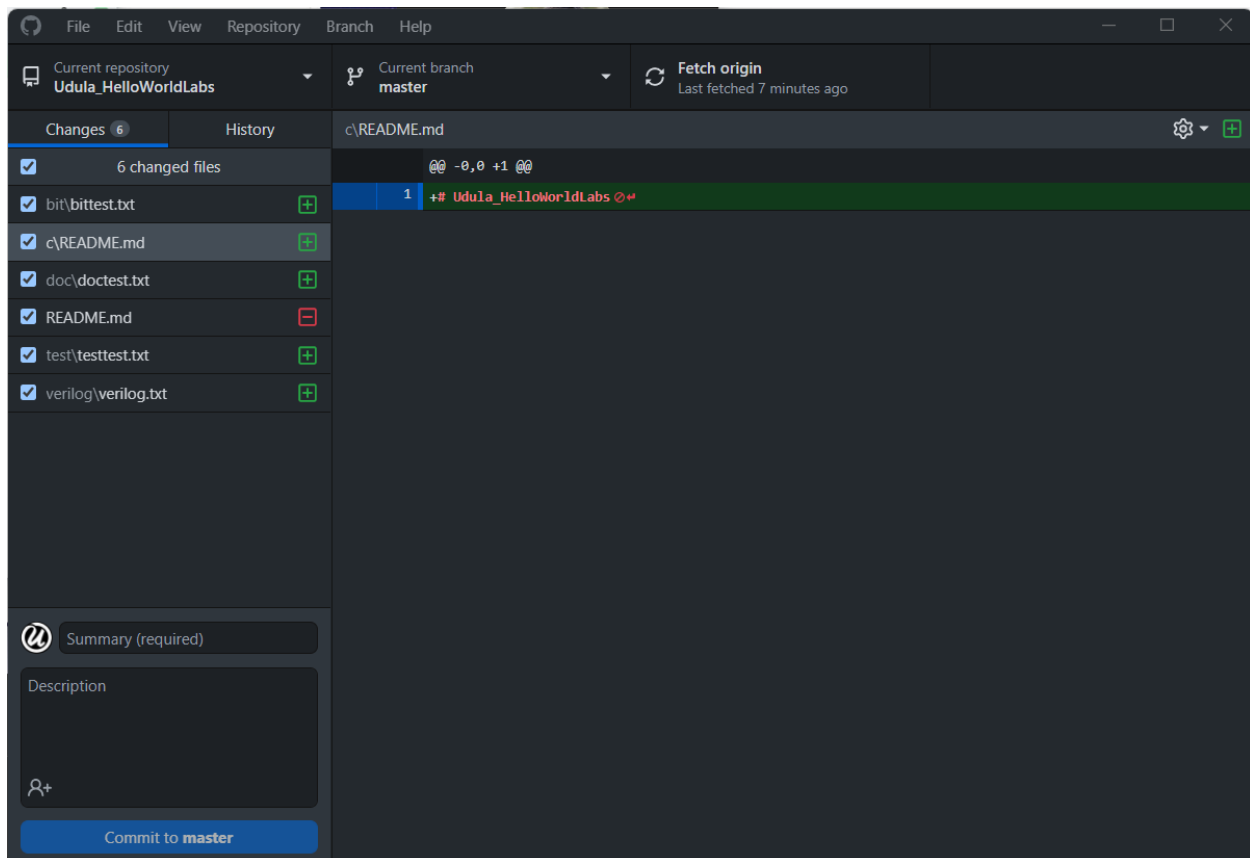 File Edit View Repository Branch Help
Current repository
Udula_HelloWorldLabs
Current branch
master
Fetch origin
Last fetched 7 minutes ago
Changes 6
History
c\README.md
6 changed files
bit\bittest.txt
c\README.md
doc\doctest.txt
README.md
test\testtest.txt
verilog\verilog.txt
@@ -0,0 +1 @@
1 +# Udula_HelloWorldLabs
Summary (required)
Description
Commit to master